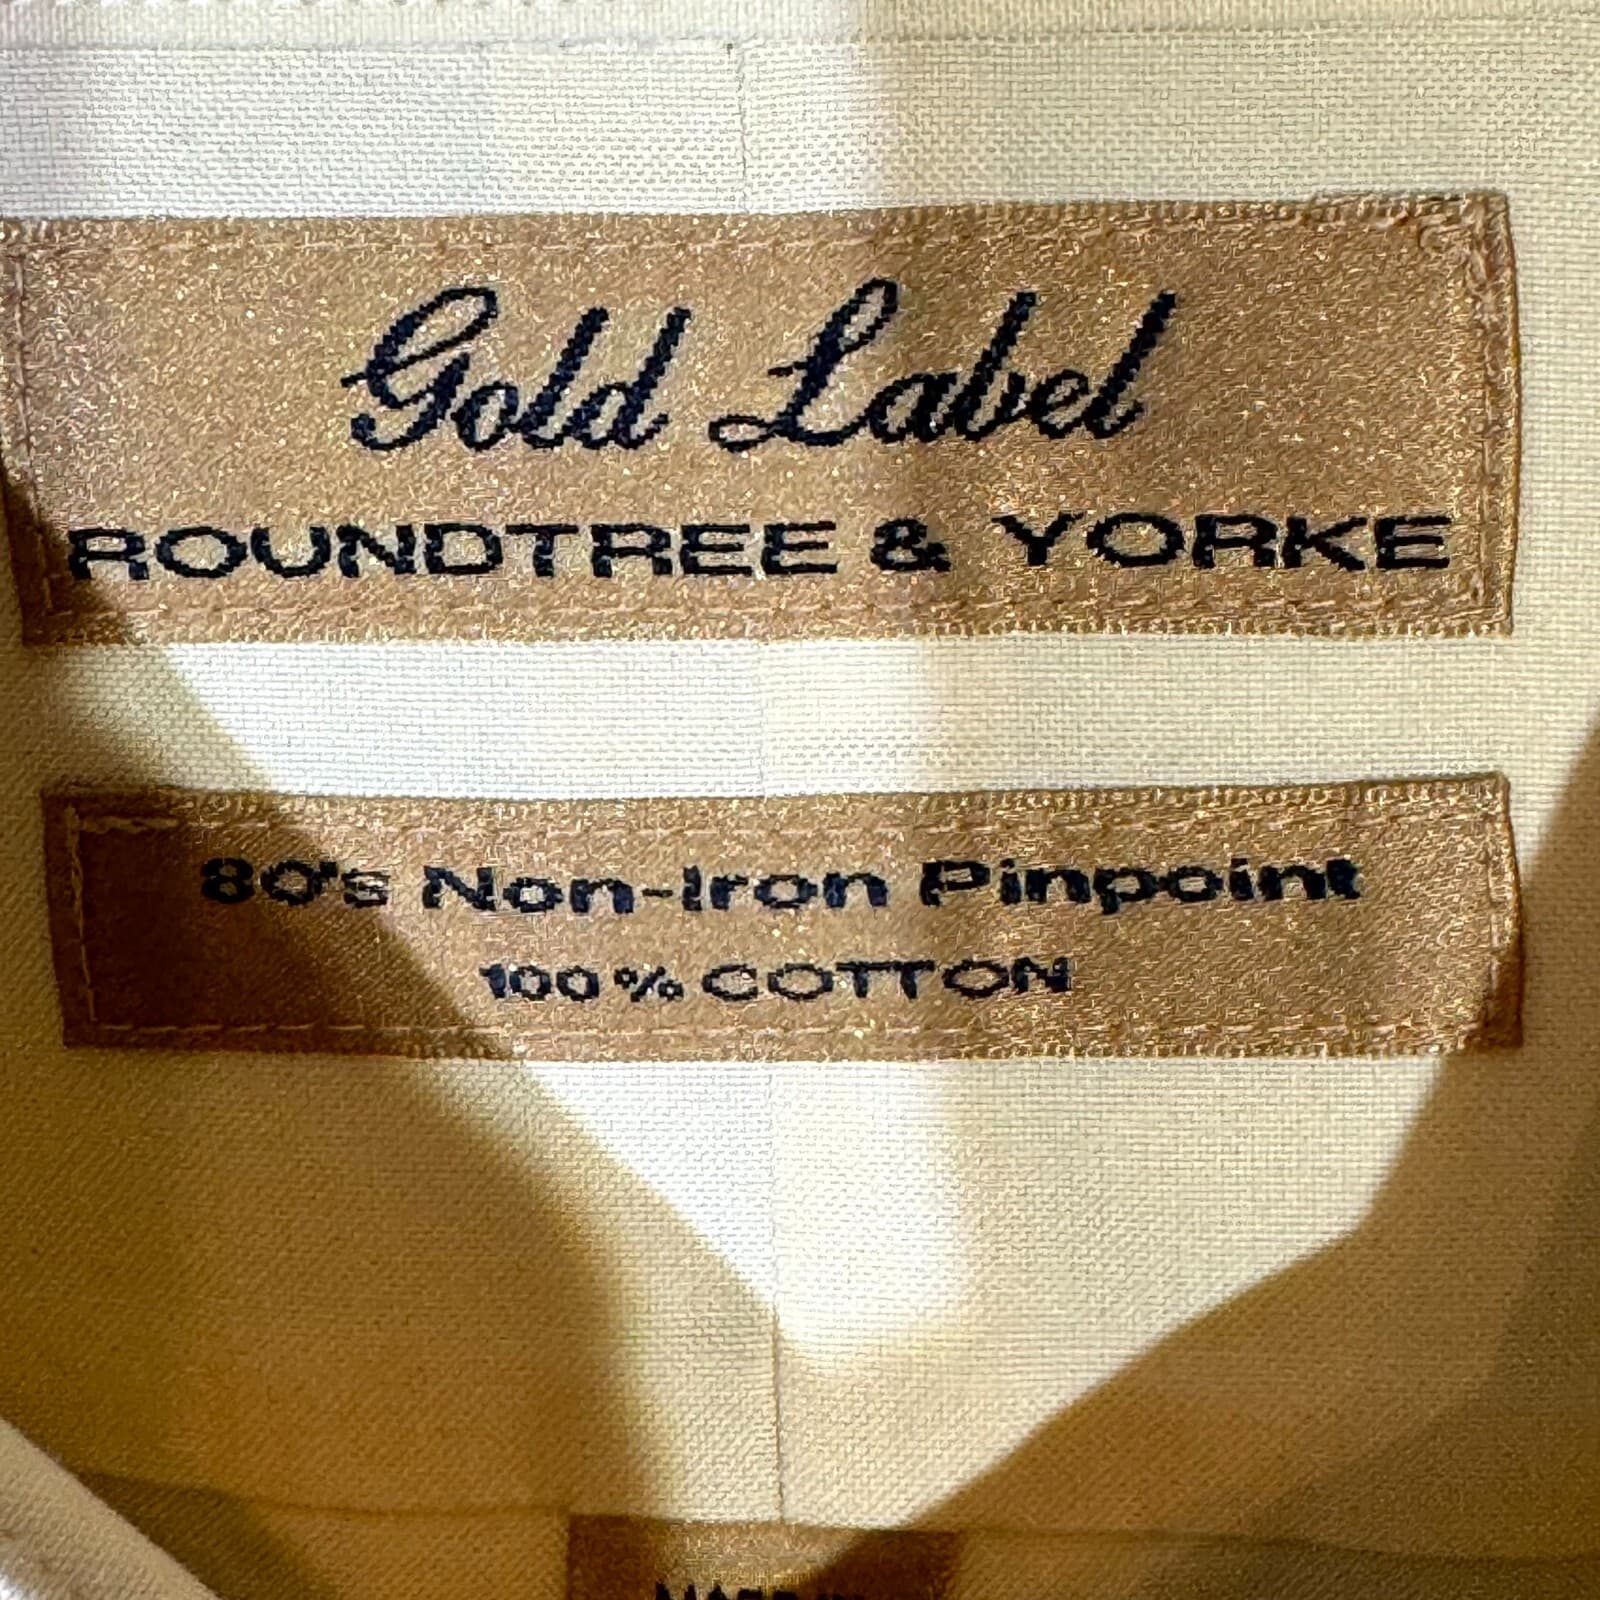 Gold Label
ROUNDTREE & YORKE
80's Non-Iron Pinpoint
100% COTTON